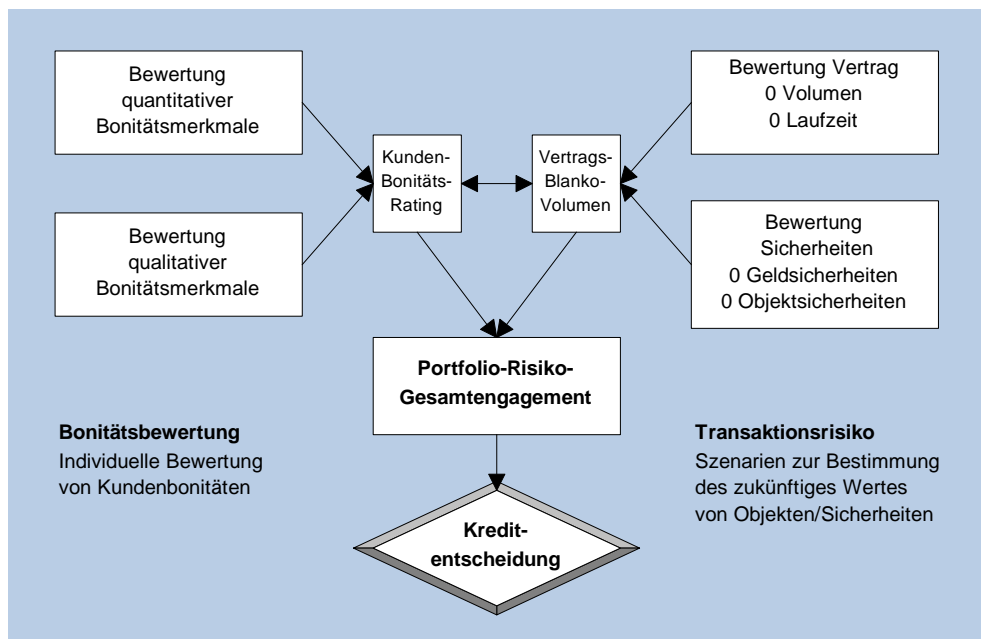 Bewertung
quantitativer
Bonitätsmerkmale
Bewertung Vertrag
0 Volumen
0 Laufzeit
Kunden-
Bonitäts-
Rating
Vertrags-
Blanko-
Volumen
Bewertung
qualitativer
Bonitätsmerkmale
Bewertung
Sicherheiten
0 Geldsicherheiten
0 Objektsicherheiten
Portfolio-Risiko-
Gesamtengagement
Bonitätsbewertung
Individuelle Bewertung
von Kundenbonitäten
Transaktionsrisiko
Szenarien zur Bestimmung
des zukünftiges Wertes
von Objekten/Sicherheiten
Kredit-
entscheidung